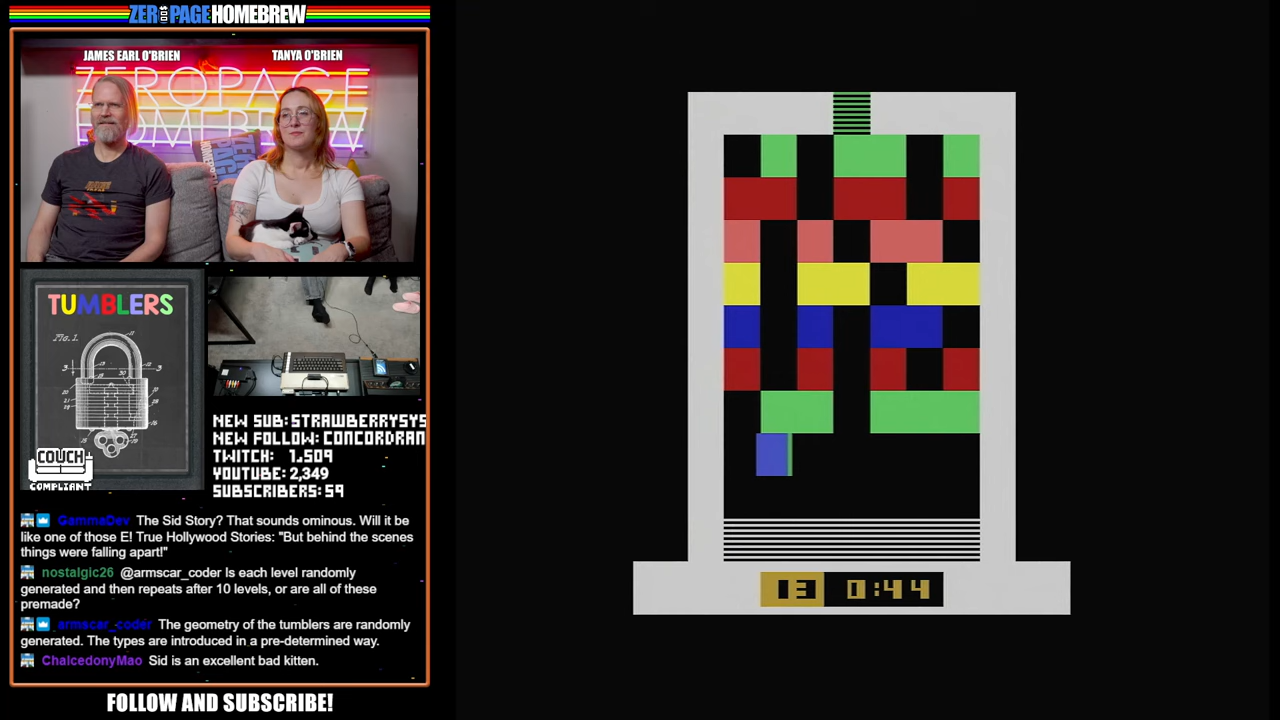 ZEROPAGE HOMEBREW
JAMES EARL O'BRIEN
TANYA O'BRIEN
ZEROPAGE
HOMEBREW
TUMBLERS
Fig. 1.
COUCH
COMPLIANT
NEW SUB: STRAWBERRYSYS
NEW FOLLOW: CONCORDRAN
TWITCH : 1,509
YOUTUBE: 2,349
SUBSCRIBERS: 59
GammaDev The Sid Story? That sounds ominous. Will it be
like one of those E! True Hollywood Stories: "But behind the scenes
things were falling apart!"
nostalgic26 @armscar_coder Is each level randomly
generated and then repeats after 10 levels, or are all of these
premade?
armscar_coder The geometry of the tumblers are randomly
generated. The types are introduced in a pre-determined way.
ChalcedonyMao Sid is an excellent bad kitten.
FOLLOW AND SUBSCRIBE!
13 0:44